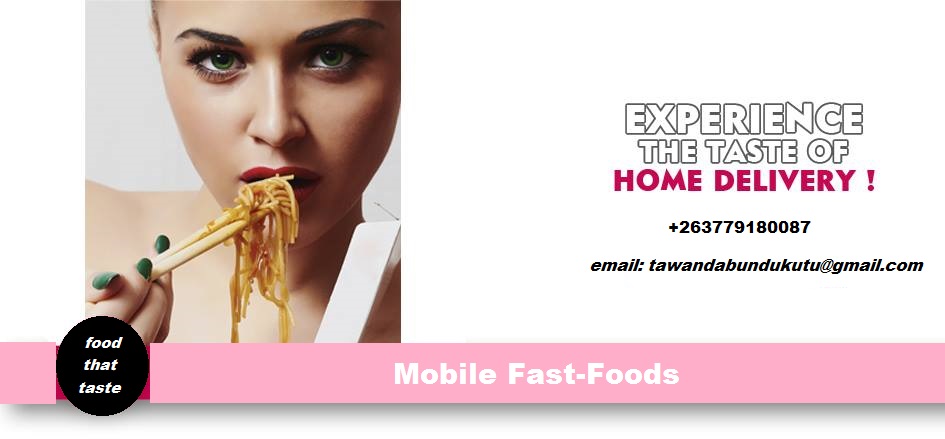 EXPERIENCE
THE TASTE OF
HOME DELIVERY !
+263779180087
email: tawandabundukutu@gmail.com
food
that
taste
Mobile Fast-Foods